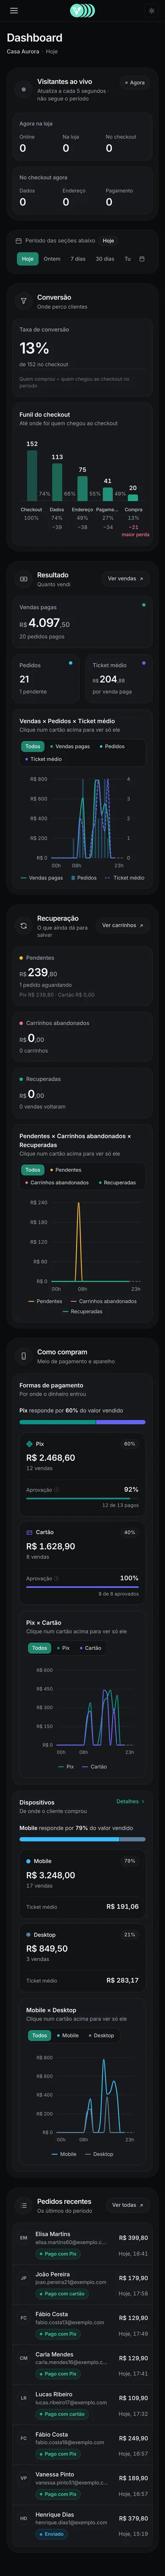 Dashboard
Casa Aurora · Hoje
Visitantes ao vivo
Agora
Atualiza a cada 5 segundos ·
não segue o período
Agora na loja
Online Na loja No checkout
0 0 0
No checkout agora
Dados Endereço Pagamento
0 0 0
Período das seções abaixo Hoje
Hoje Ontem 7 dias 30 dias Tu
Conversão
Onde perco clientes
Taxa de conversão
13%
de 152 no checkout
Quem comprou ÷ quem chegou ao checkout no
período
Funil do checkout
Até onde foi quem chegou ao checkout
152
113
75
41
20
74% 66% 55% 49%
Checkout Dados Endereço Pagame... Compra
100% 74% 49% 27% 13%
−39 −38 −34 −21
maior perda
Resultado
Quanto vendi
Ver vendas
Vendas pagas
R$ 4.097,50
20 pedidos pagos
Pedidos
21
1 pendente
Ticket médio
R$ 204,88
por venda paga
Vendas × Pedidos × Ticket médio
Clique num cartão acima para ver só ele
Todos Vendas pagas Pedidos
Ticket médio
R$ 800 4
R$ 600 3
R$ 400 2
R$ 200 1
R$ 0 0
00h 08h 23h
Vendas pagas Pedidos Ticket médio
Recuperação
O que ainda dá para
salvar
Ver carrinhos
Pendentes
R$ 239,80
1 pedido aguardando
Pix R$ 239,80 · Cartão R$ 0,00
Carrinhos abandonados
R$ 0,00
0 carrinhos
Recuperadas
R$ 0,00
0 vendas voltaram
Pendentes × Carrinhos abandonados ×
Recuperadas
Clique num cartão acima para ver só ele
Todos Pendentes
Carrinhos abandonados Recuperadas
R$ 240
R$ 180
R$ 120
R$ 60
R$ 0
00h 08h 23h
Pendentes Carrinhos abandonados
Recuperadas
Como compram
Meio de pagamento e aparelho
Formas de pagamento
Por onde o dinheiro entrou
Pix respondeu por 60% do valor vendido
Pix 60%
R$ 2.468,60
12 vendas
Aprovação 92%
12 de 13 pagos
Cartão 40%
R$ 1.628,90
8 vendas
Aprovação 100%
8 de 8 aprovados
Pix × Cartão
Clique num cartão acima para ver só ele
Todos Pix Cartão
R$ 600
R$ 450
R$ 300
R$ 150
R$ 0
00h 08h 23h
Pix Cartão
Dispositivos
Detalhes
De onde o cliente comprou
Mobile responde por 79% do valor vendido
Mobile 79%
R$ 3.248,00
17 vendas
Ticket médio R$ 191,06
Desktop 21%
R$ 849,50
3 vendas
Ticket médio R$ 283,17
Mobile × Desktop
Clique num cartão acima para ver só ele
Todos Mobile Desktop
R$ 800
R$ 600
R$ 400
R$ 200
R$ 0
00h 08h 23h
Mobile Desktop
Pedidos recentes
Os últimos do período
Ver todas
EM Elisa Martins R$ 399,80
Pago com Pix Hoje, 18:41
JP João Pereira R$ 179,90
joao.pereira21@exemplo.com
Pago com cartão Hoje, 17:58
FC Fábio Costa R$ 129,90
fabio.costa13@exemplo.com
Pago com Pix Hoje, 17:49
CM Carla Mendes R$ 129,90
carla.mendes16@exemplo.c...
Pago com Pix Hoje, 17:41
LR Lucas Ribeiro R$ 109,90
lucas.ribeiro17@exemplo.com
Pago com cartão Hoje, 17:32
FC Fábio Costa R$ 249,90
Pago com Pix Hoje, 16:57
VP Vanessa Pinto R$ 189,90
Pago com Pix Hoje, 16:57
HD Henrique Dias R$ 379,80
henrique.dias1@exemplo.com
Enviado Hoje, 15:19